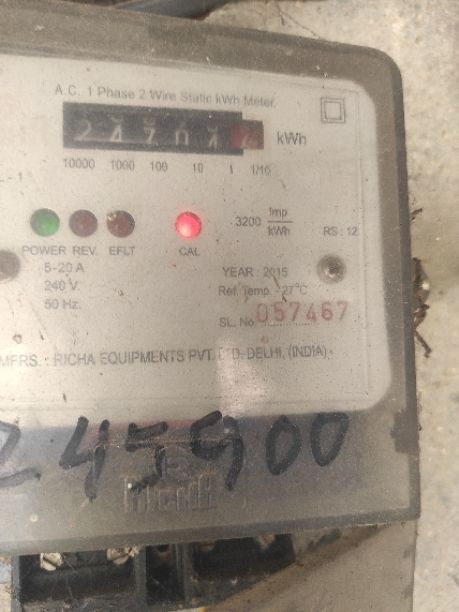 A.C. 1 Phase 2 Wire Static kWh Meter.
kWh
10000 1000 100 10 1 1/10
3200 imp/kWh
RS : 12
POWER REV. EFLT CAL
5-20 A
240 V
50 Hz.
YEAR : 2015
Ref. Temp. 27°C
SL. No. 057467
MFRS. : RICHA EQUIPMENTS PVT. LTD. DELHI, (INDIA)
245900